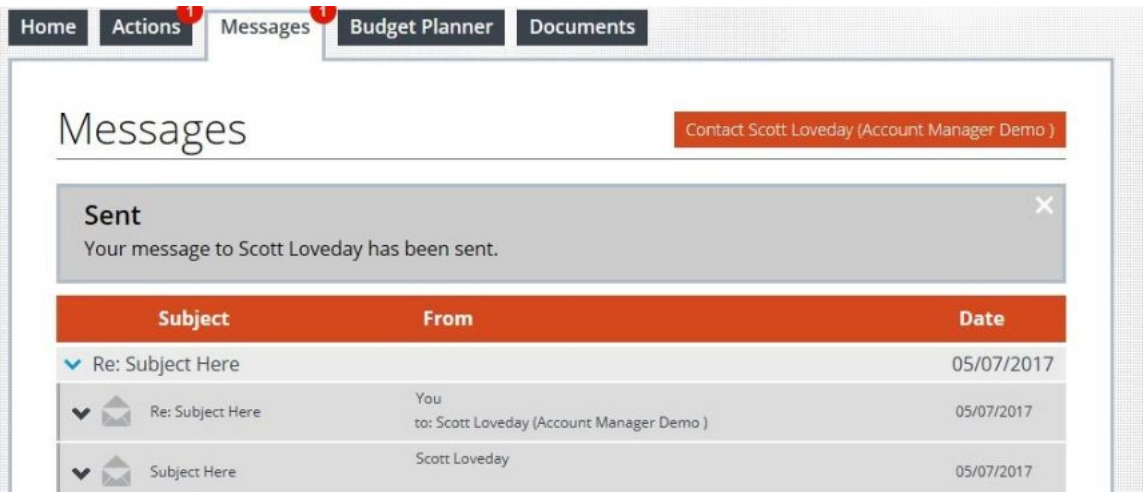 Home Actions 1 Messages 1 Budget Planner Documents
Messages
Contact Scott Loveday (Account Manager Demo )
Sent
Your message to Scott Loveday has been sent.
Subject From Date
Re: Subject Here 05/07/2017
You
Re: Subject Here 05/07/2017
to: Scott Loveday (Account Manager Demo )
Scott Loveday
Subject Here 05/07/2017